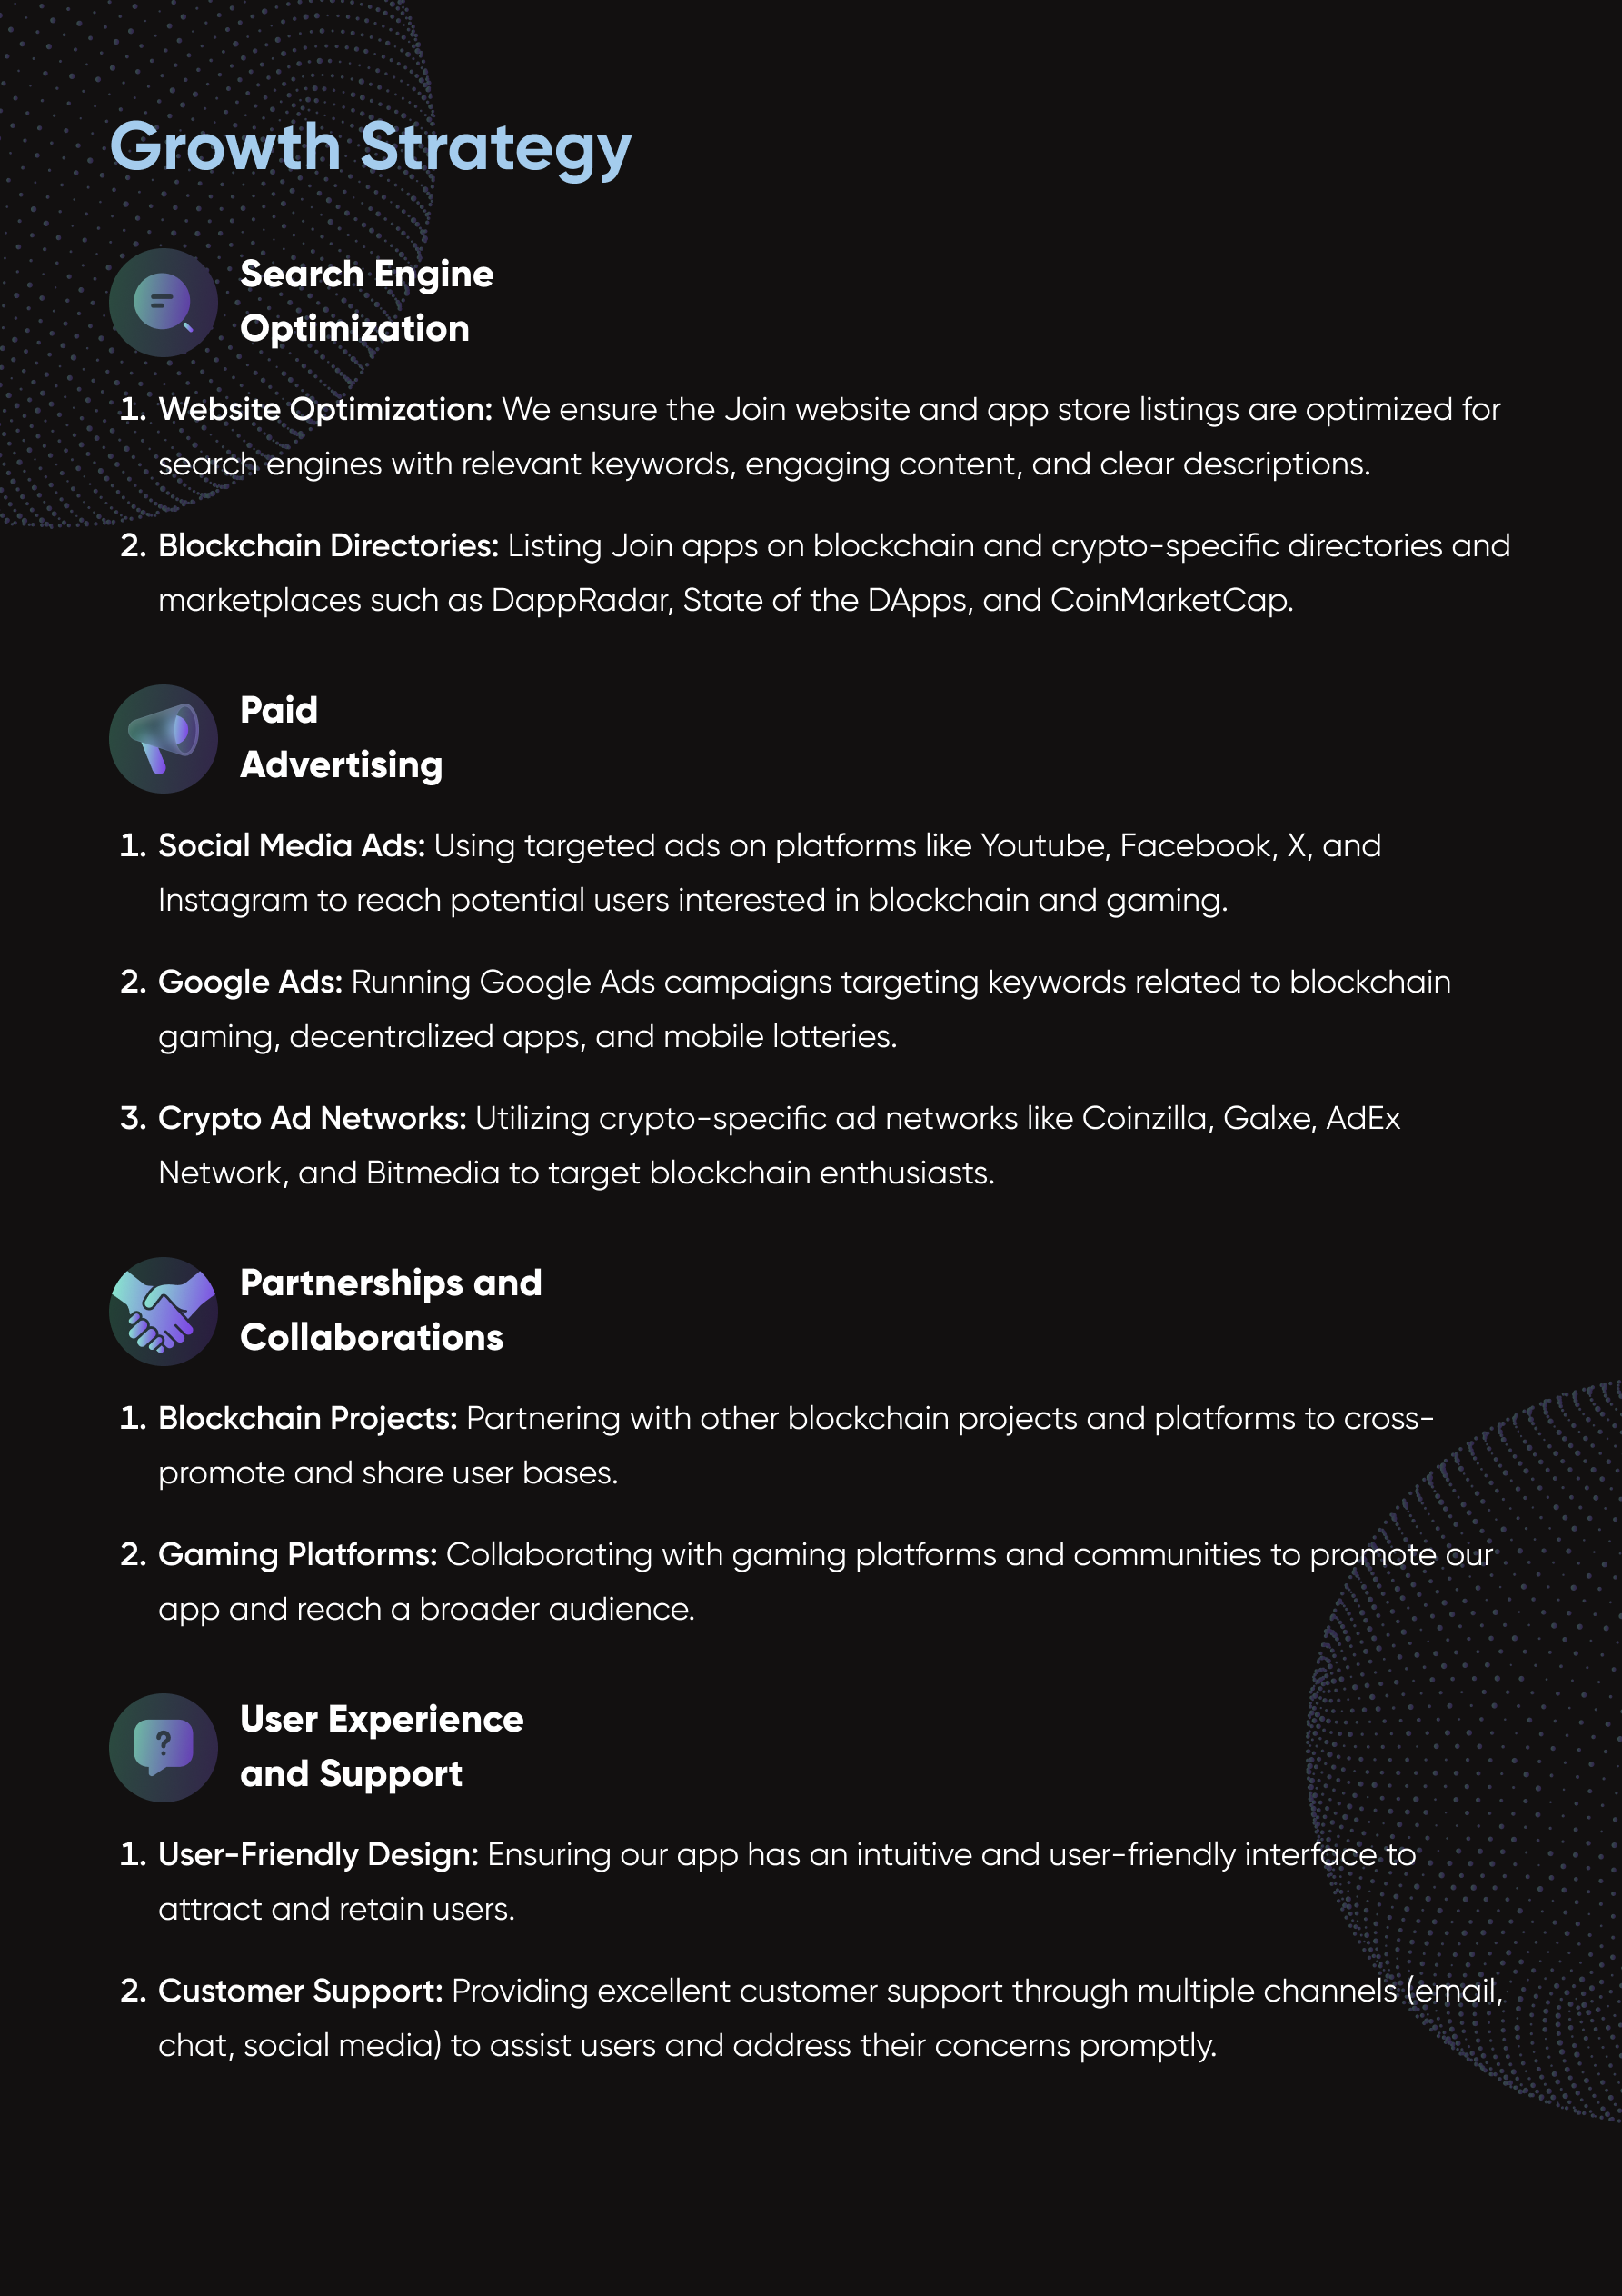 Growth Strategy
Search Engine
Optimization
1. Website Optimization: We ensure the Join website and app store listings are optimized for
search engines with relevant keywords, engaging content, and clear descriptions.
2. Blockchain Directories: Listing Join apps on blockchain and crypto-specific directories and
marketplaces such as DappRadar, State of the DApps, and CoinMarketCap.
Paid
Advertising
1. Social Media Ads: Using targeted ads on platforms like Youtube, Facebook, X, and
Instagram to reach potential users interested in blockchain and gaming.
2. Google Ads: Running Google Ads campaigns targeting keywords related to blockchain
gaming, decentralized apps, and mobile lotteries.
3. Crypto Ad Networks: Utilizing crypto-specific ad networks like Coinzilla, Galxe, AdEx
Network, and Bitmedia to target blockchain enthusiasts.
Partnerships and
Collaborations
1. Blockchain Projects: Partnering with other blockchain projects and platforms to cross-
promote and share user bases.
2. Gaming Platforms: Collaborating with gaming platforms and communities to promote our
app and reach a broader audience.
?
User Experience
and Support
1. User-Friendly Design: Ensuring our app has an intuitive and user-friendly interface to
attract and retain users.
2. Customer Support: Providing excellent customer support through multiple channels (email,
chat, social media) to assist users and address their concerns promptly.